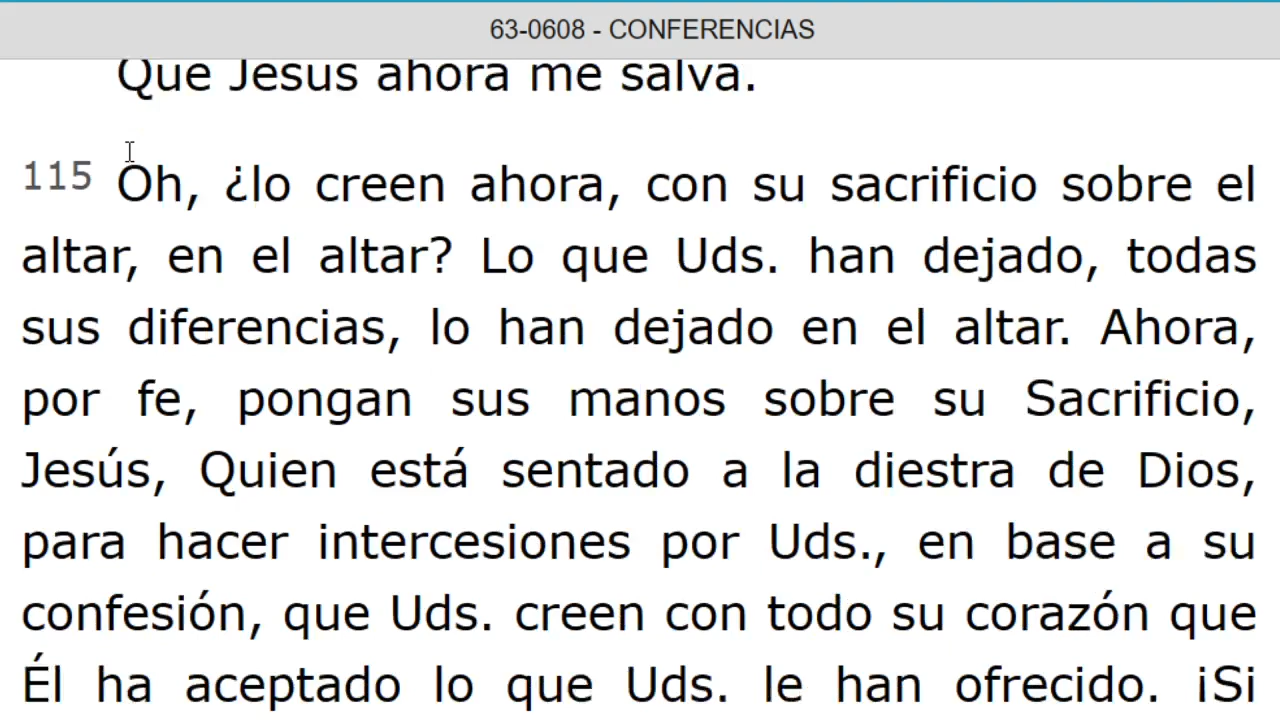 63-0608 - CONFERENCIAS
Que Jesús ahora me salva.
115 Oh, ¿lo creen ahora, con su sacrificio sobre el
altar, en el altar? Lo que Uds. han dejado, todas
sus diferencias, lo han dejado en el altar. Ahora,
por fe, pongan sus manos sobre su Sacrificio,
Jesús, Quien está sentado a la diestra de Dios,
para hacer intercesiones por Uds., en base a su
confesión, que Uds. creen con todo su corazón que
Él ha aceptado lo que Uds. le han ofrecido. ¡Si